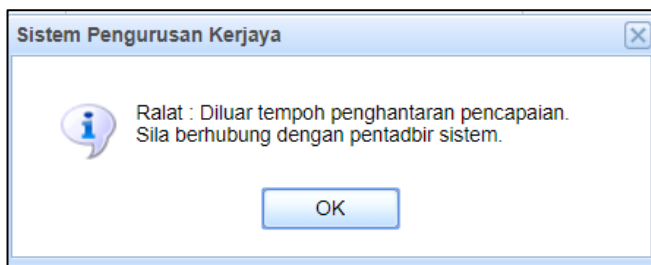 Sistem Pengurusan Kerjaya
Ralat : Diluar tempoh penghantaran pencapaian.
Sila berhubung dengan pentadbir sistem.
OK